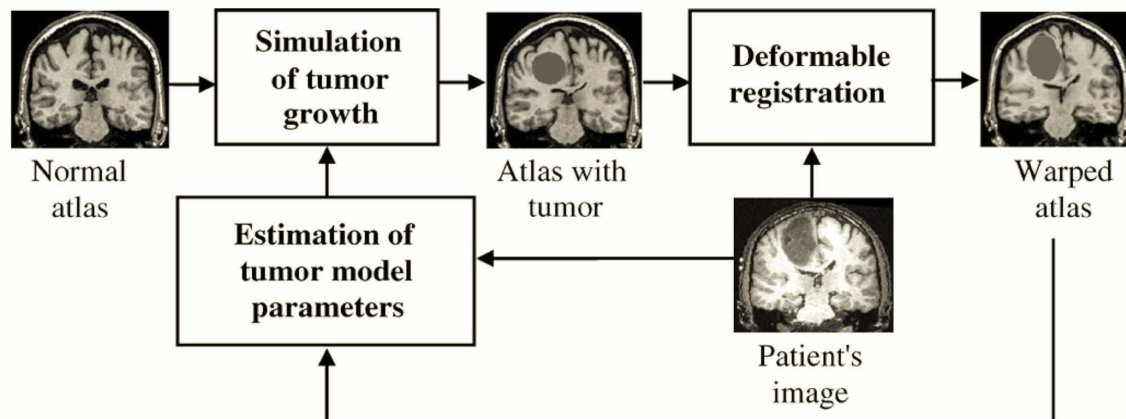 Simulation
of tumor
growth
Deformable
registration
Normal
atlas
Atlas with
tumor
Warped
atlas
Estimation of
tumor model
parameters
Patient's
image